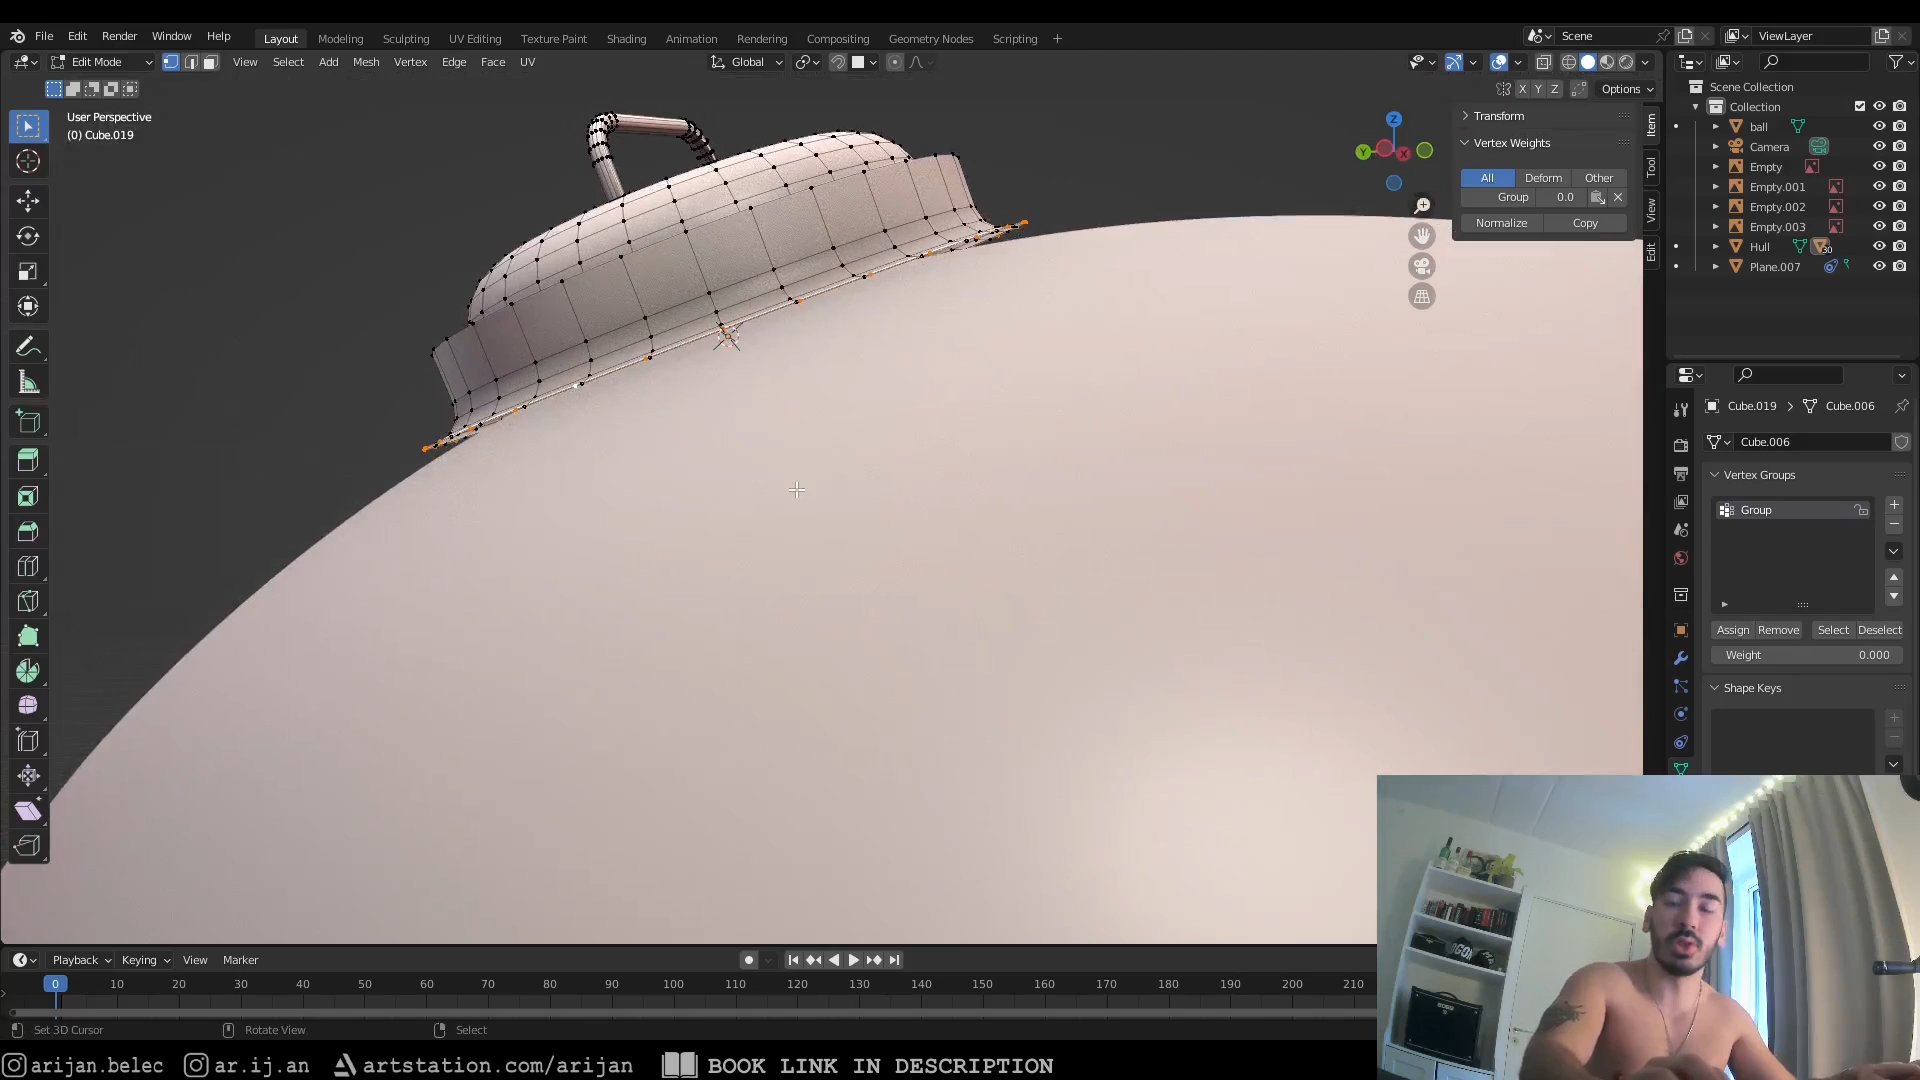 File Edit Render Window Help Layout Modeling Sculpting UV Editing Texture Paint Shading Animation Rendering Compositing Geometry Nodes Scripting + Scene ViewLayer
Edit Mode View Select Add Mesh Vertex Edge Face UV Global
X Y Z Options
User Perspective
(0) Cube.019
Z
Y
X
Transform
Vertex Weights
All Deform Other
Group 0.0
Normalize Copy
Item
Tool
View
Edit
Scene Collection
Collection
ball
Camera
Empty
Empty.001
Empty.002
Empty.003
Hull 30
Plane.007
Cube.019 > Cube.006
Cube.006
Vertex Groups
Group
Assign Remove Select Deselect
Weight 0.000
Shape Keys
Playback Keying View Marker
0 10 20 30 40 50 60 70 80 90 100 110 120 130 140 150 160 170 180 190 200 210
Set 3D Cursor Rotate View Select
arijan.belec ar.ij.an artstation.com/arijan BOOK LINK IN DESCRIPTION